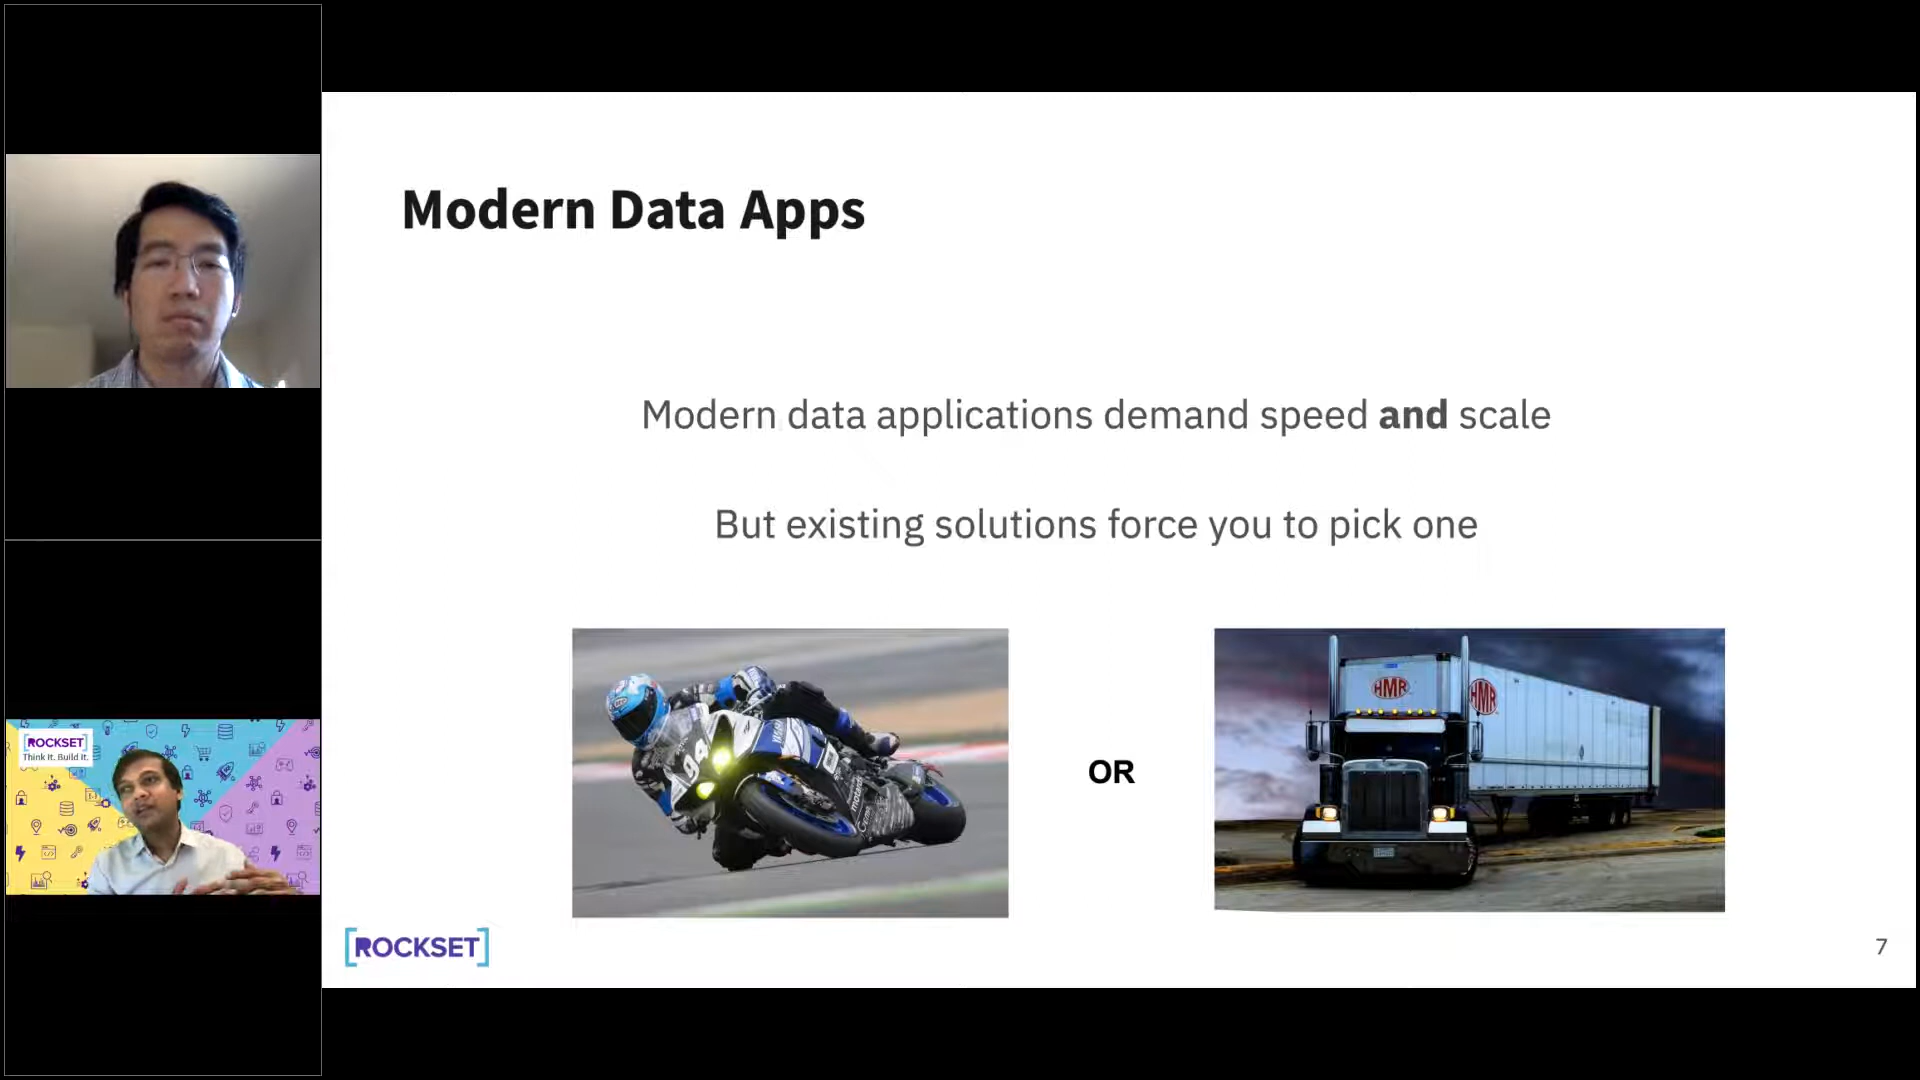 Modern Data Apps
Modern data applications demand speed and scale
But existing solutions force you to pick one
94
OR
HMR
HMR
[ROCKSET]
Think It. Build It.
[ROCKSET]
7